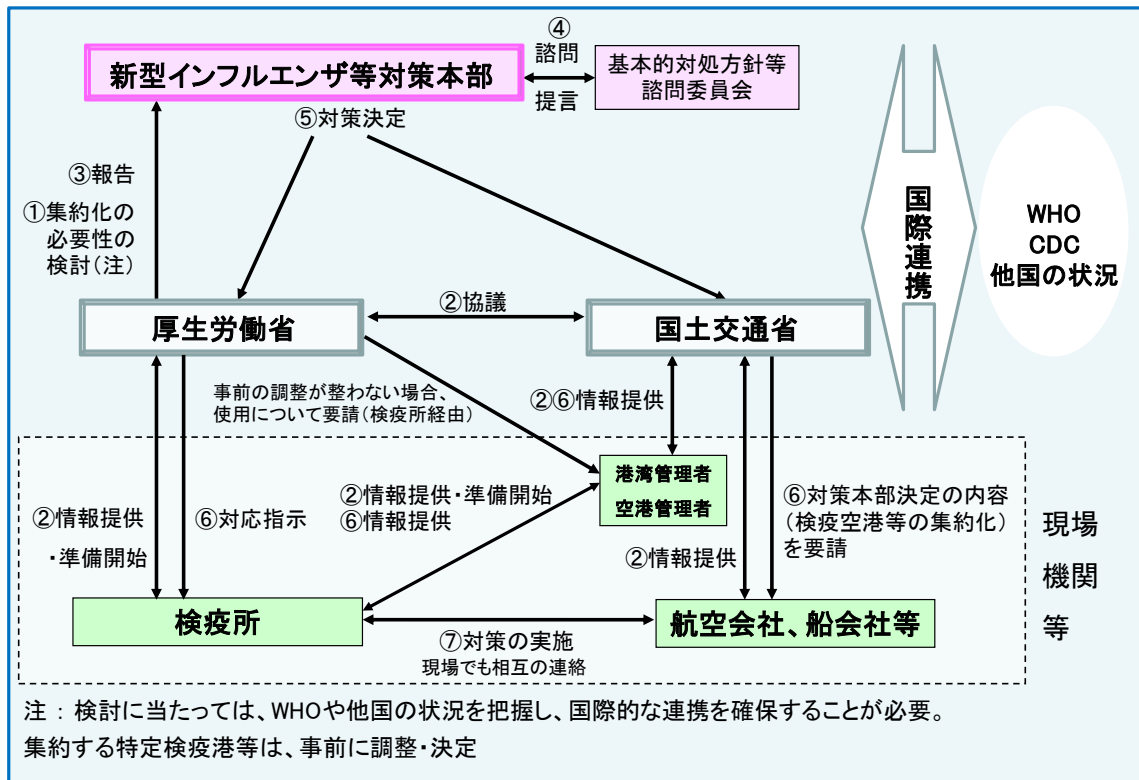 ④
諮問
新型インフルエンザ等対策本部
基本的対処方針等
諮問委員会
提言
⑤対策決定
③報告
①集約化の
必要性の
検討(注)
国際連携
WHO
CDC
他国の状況
厚生労働省
②協議
国土交通省
事前の調整が整わない場合、
使用について要請(検疫所経由)
②⑥情報提供
港湾管理者
空港管理者
②情報提供・準備開始
⑥情報提供
②情報提供
・準備開始
⑥対応指示
⑥対策本部決定の内容
(検疫空港等の集約化)
を要請
②情報提供
現場
機関
等
検疫所
航空会社、船会社等
⑦対策の実施
現場でも相互の連絡
注 : 検討に当たっては、WHOや他国の状況を把握し、国際的な連携を確保することが必要。
集約する特定検疫港等は、事前に調整・決定